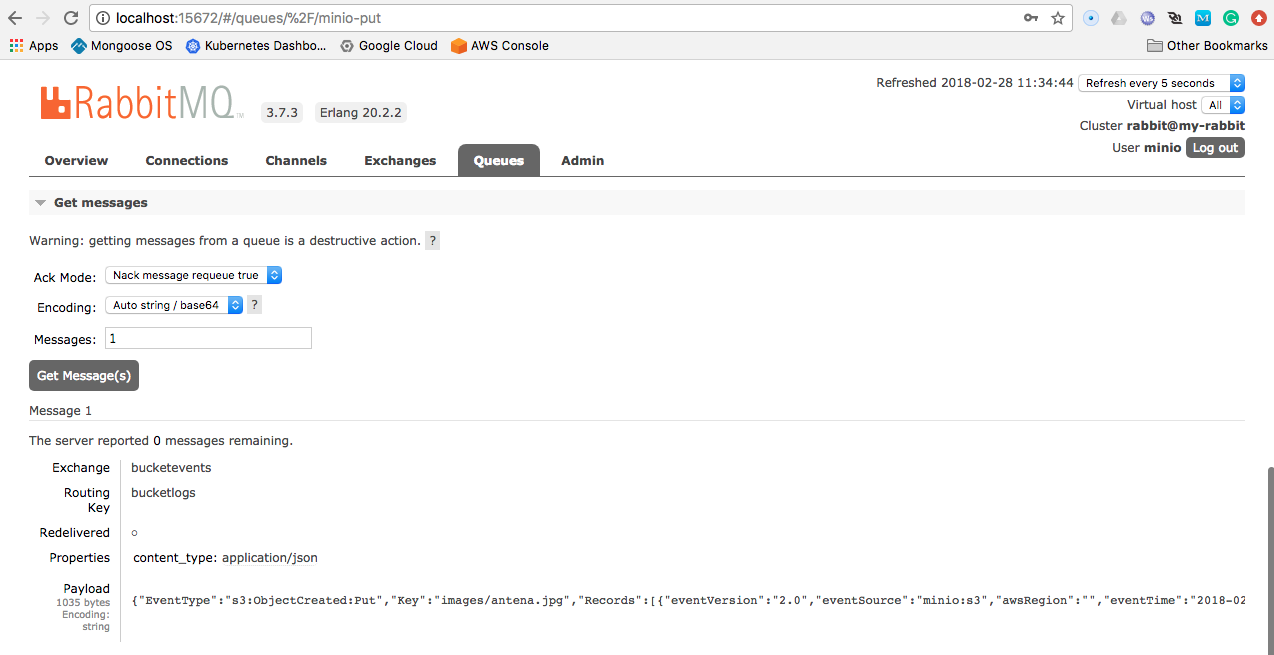 localhost:15672/#/queues/%2F/minio-put
Apps Mongoose OS Kubernetes Dashbo... Google Cloud AWS Console Other Bookmarks
RabbitMQ TM 3.7.3 Erlang 20.2.2
Refreshed 2018-02-28 11:34:44 Refresh every 5 seconds
Virtual host All
Cluster rabbit@my-rabbit
User minio Log out
Overview Connections Channels Exchanges Queues Admin
Get messages
Warning: getting messages from a queue is a destructive action. ?
Ack Mode: Nack message requeue true
Encoding: Auto string / base64 ?
Messages: 1
Get Message(s)
Message 1
The server reported 0 messages remaining.
Exchange bucketevents
Routing Key bucketlogs
Redelivered ○
Properties content_type: application/json
Payload
1035 bytes
Encoding:
string
{"EventType":"s3:ObjectCreated:Put","Key":"images/antena.jpg","Records":[{"eventVersion":"2.0","eventSource":"minio:s3","awsRegion":"","eventTime":"2018-02